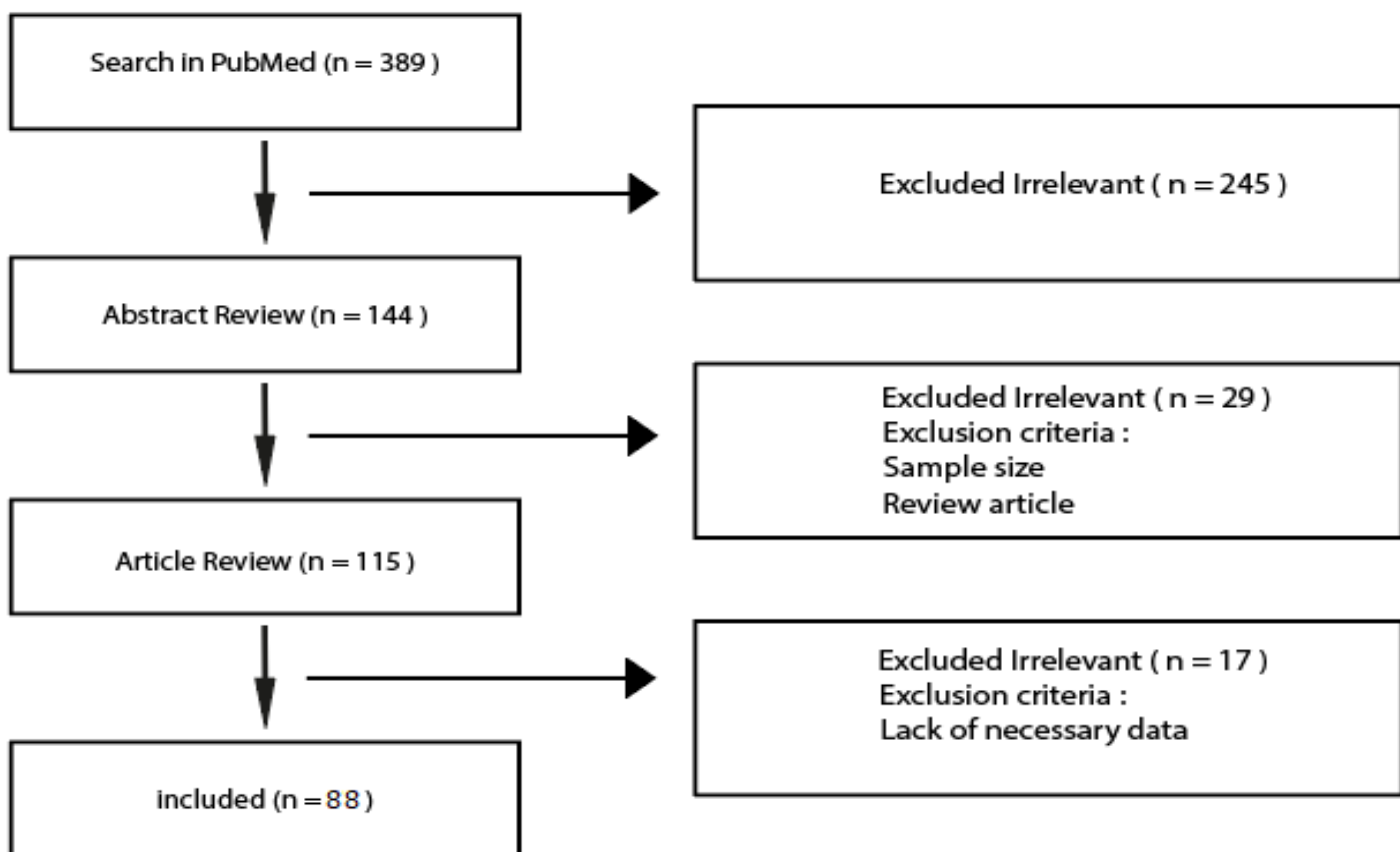 Search in PubMed (n = 389 )
Excluded Irrelevant ( n = 245 )
Abstract Review (n = 144 )
Excluded Irrelevant ( n = 29 )
Exclusion criteria :
Sample size
Review article
Article Review (n = 115 )
Excluded Irrelevant ( n = 17 )
Exclusion criteria :
Lack of necessary data
included (n = 88 )